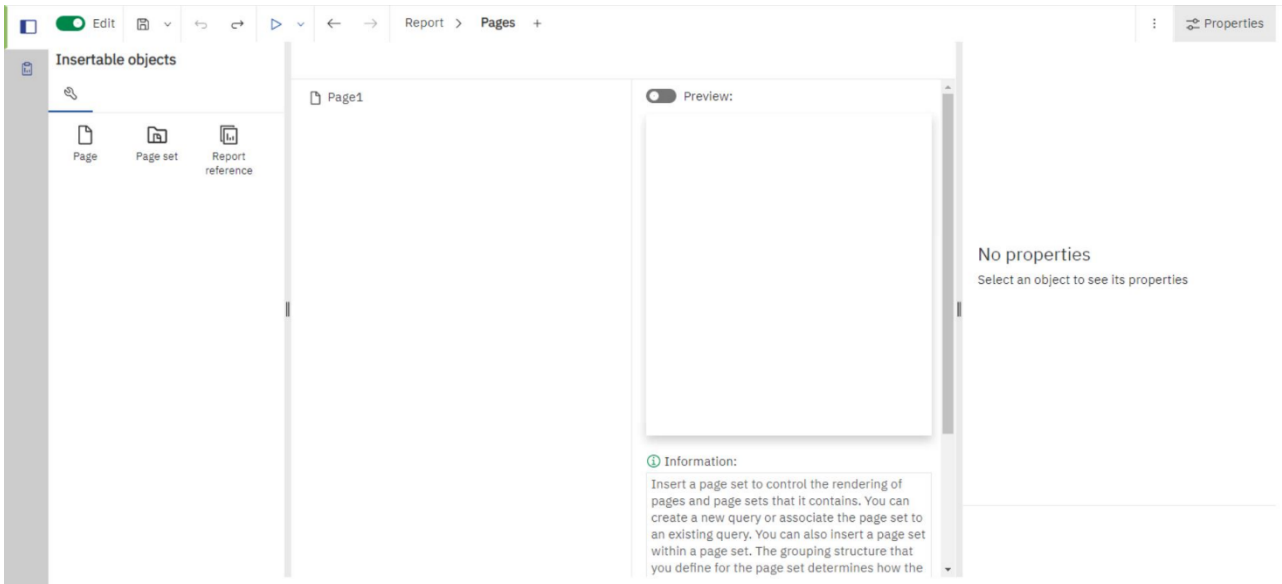 Edit
Report > Pages +
Properties
Insertable objects
Page
Page set
Report
reference
Page1
Preview:
Information:
Insert a page set to control the rendering of
pages and page sets that it contains. You can
create a new query or associate the page set to
an existing query. You can also insert a page set
within a page set. The grouping structure that
you define for the page set determines how the
No properties
Select an object to see its properties